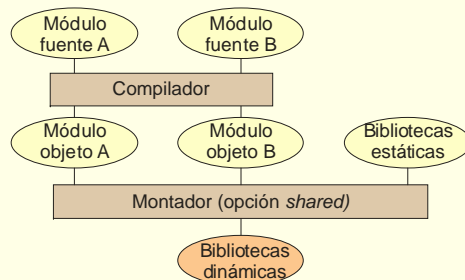 Módulo
fuente A
Módulo
fuente B
Compilador
Módulo
objeto A
Módulo
objeto B
Bibliotecas
estáticas
Montador (opción shared)
Bibliotecas
dinámicas